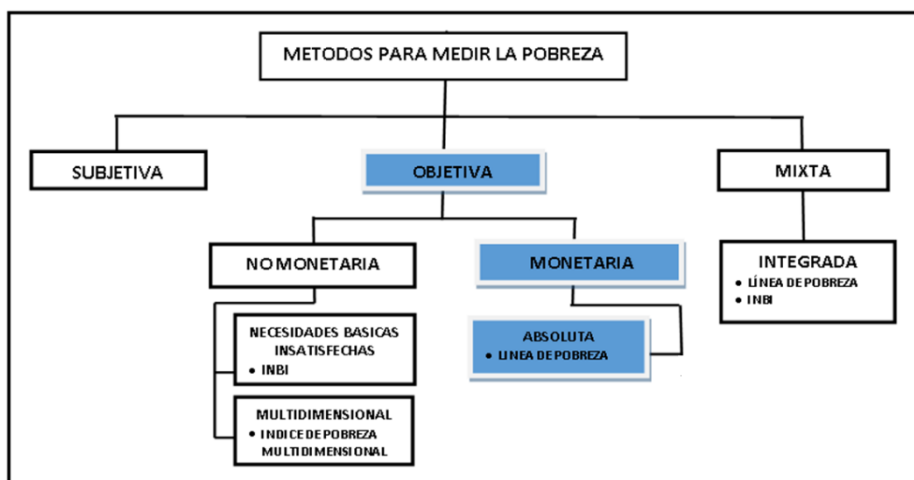 METODOS PARA MEDIR LA POBREZA
SUBJETIVA
OBJETIVA
MIXTA
NO MONETARIA
MONETARIA
INTEGRADA
• LÍNEA DE POBREZA
• INBI
NECESIDADES BASICAS
INSATISFECHAS
• INBI
ABSOLUTA
• LINEA DE POBREZA
MULTIDIMENSIONAL
• INDICE DE POBREZA
MULTIDIMENSIONAL